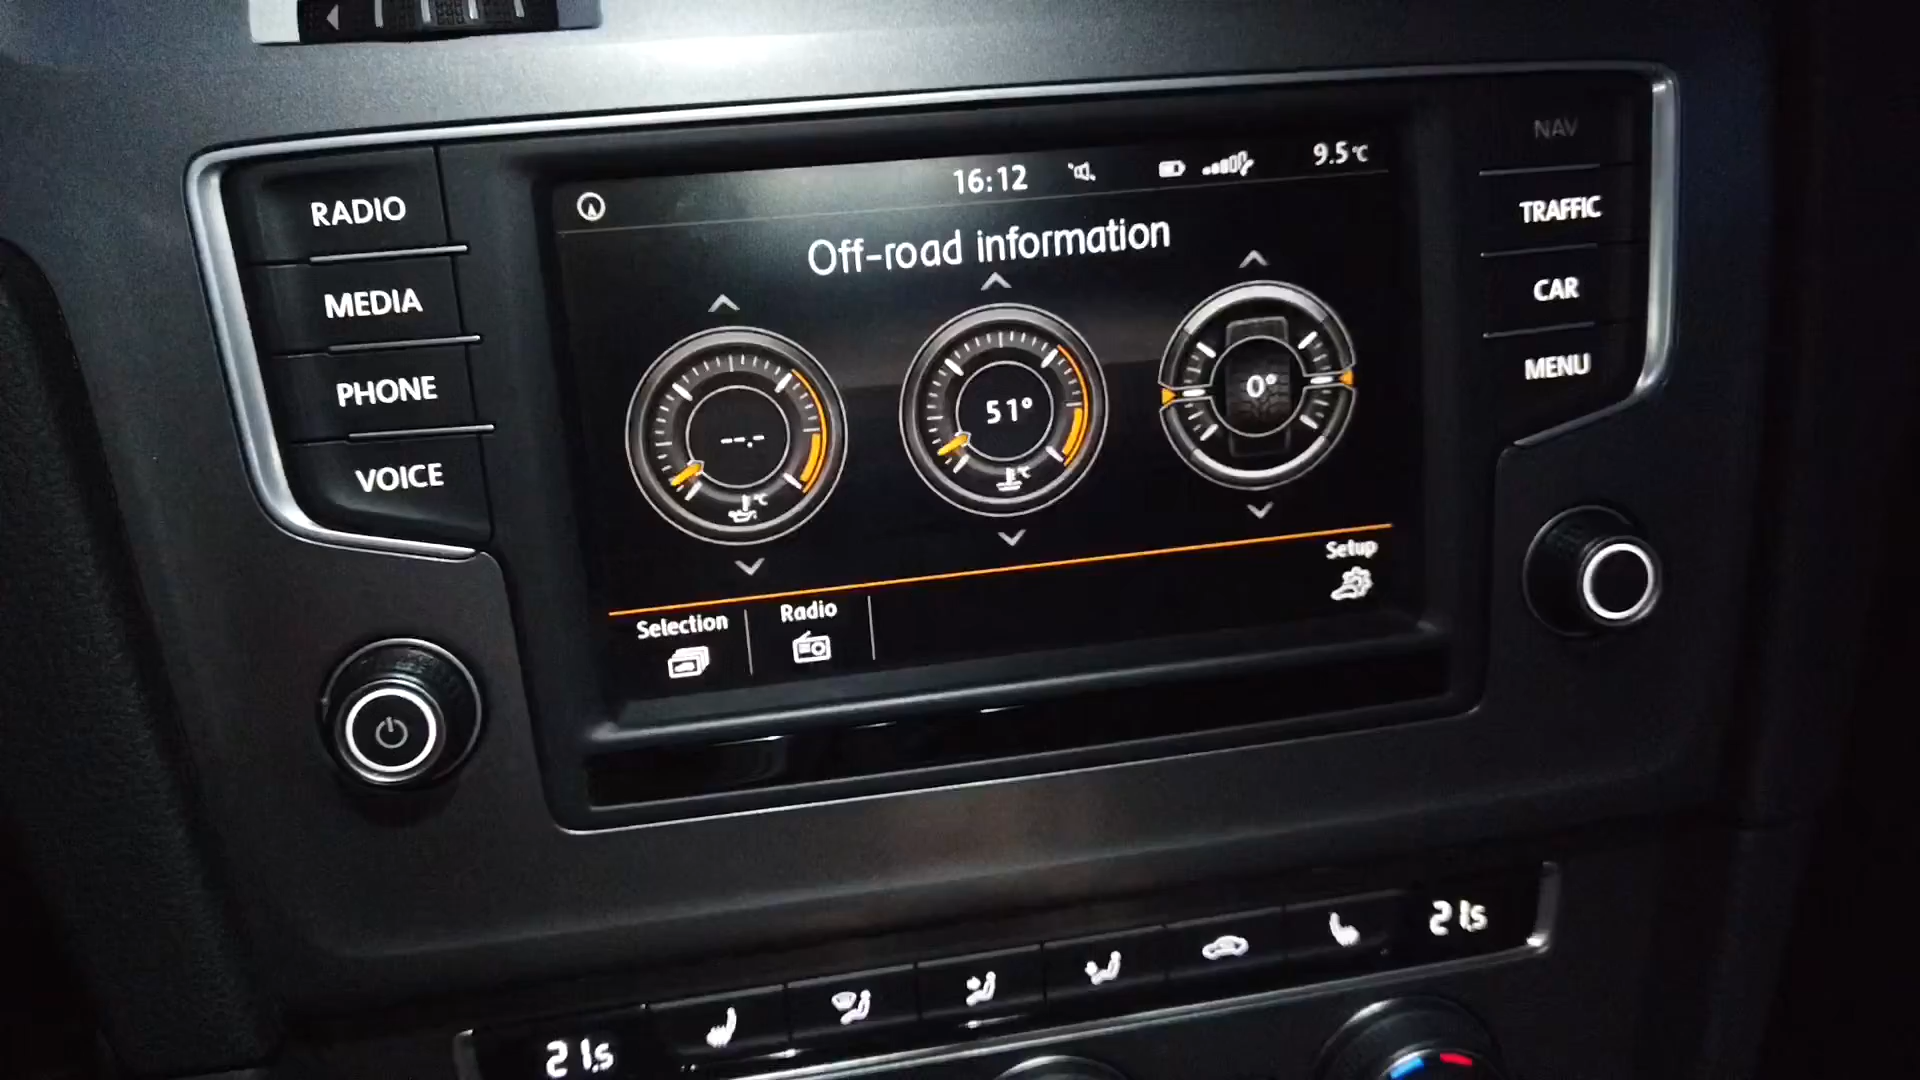 NAV
16:12
9.5°C
RADIO
TRAFFIC
Off-road information
MEDIA
CAR
PHONE
MENU
--.-
51°
0°
VOICE
°C
°C
Setup
Selection
Radio
21.5
21.5